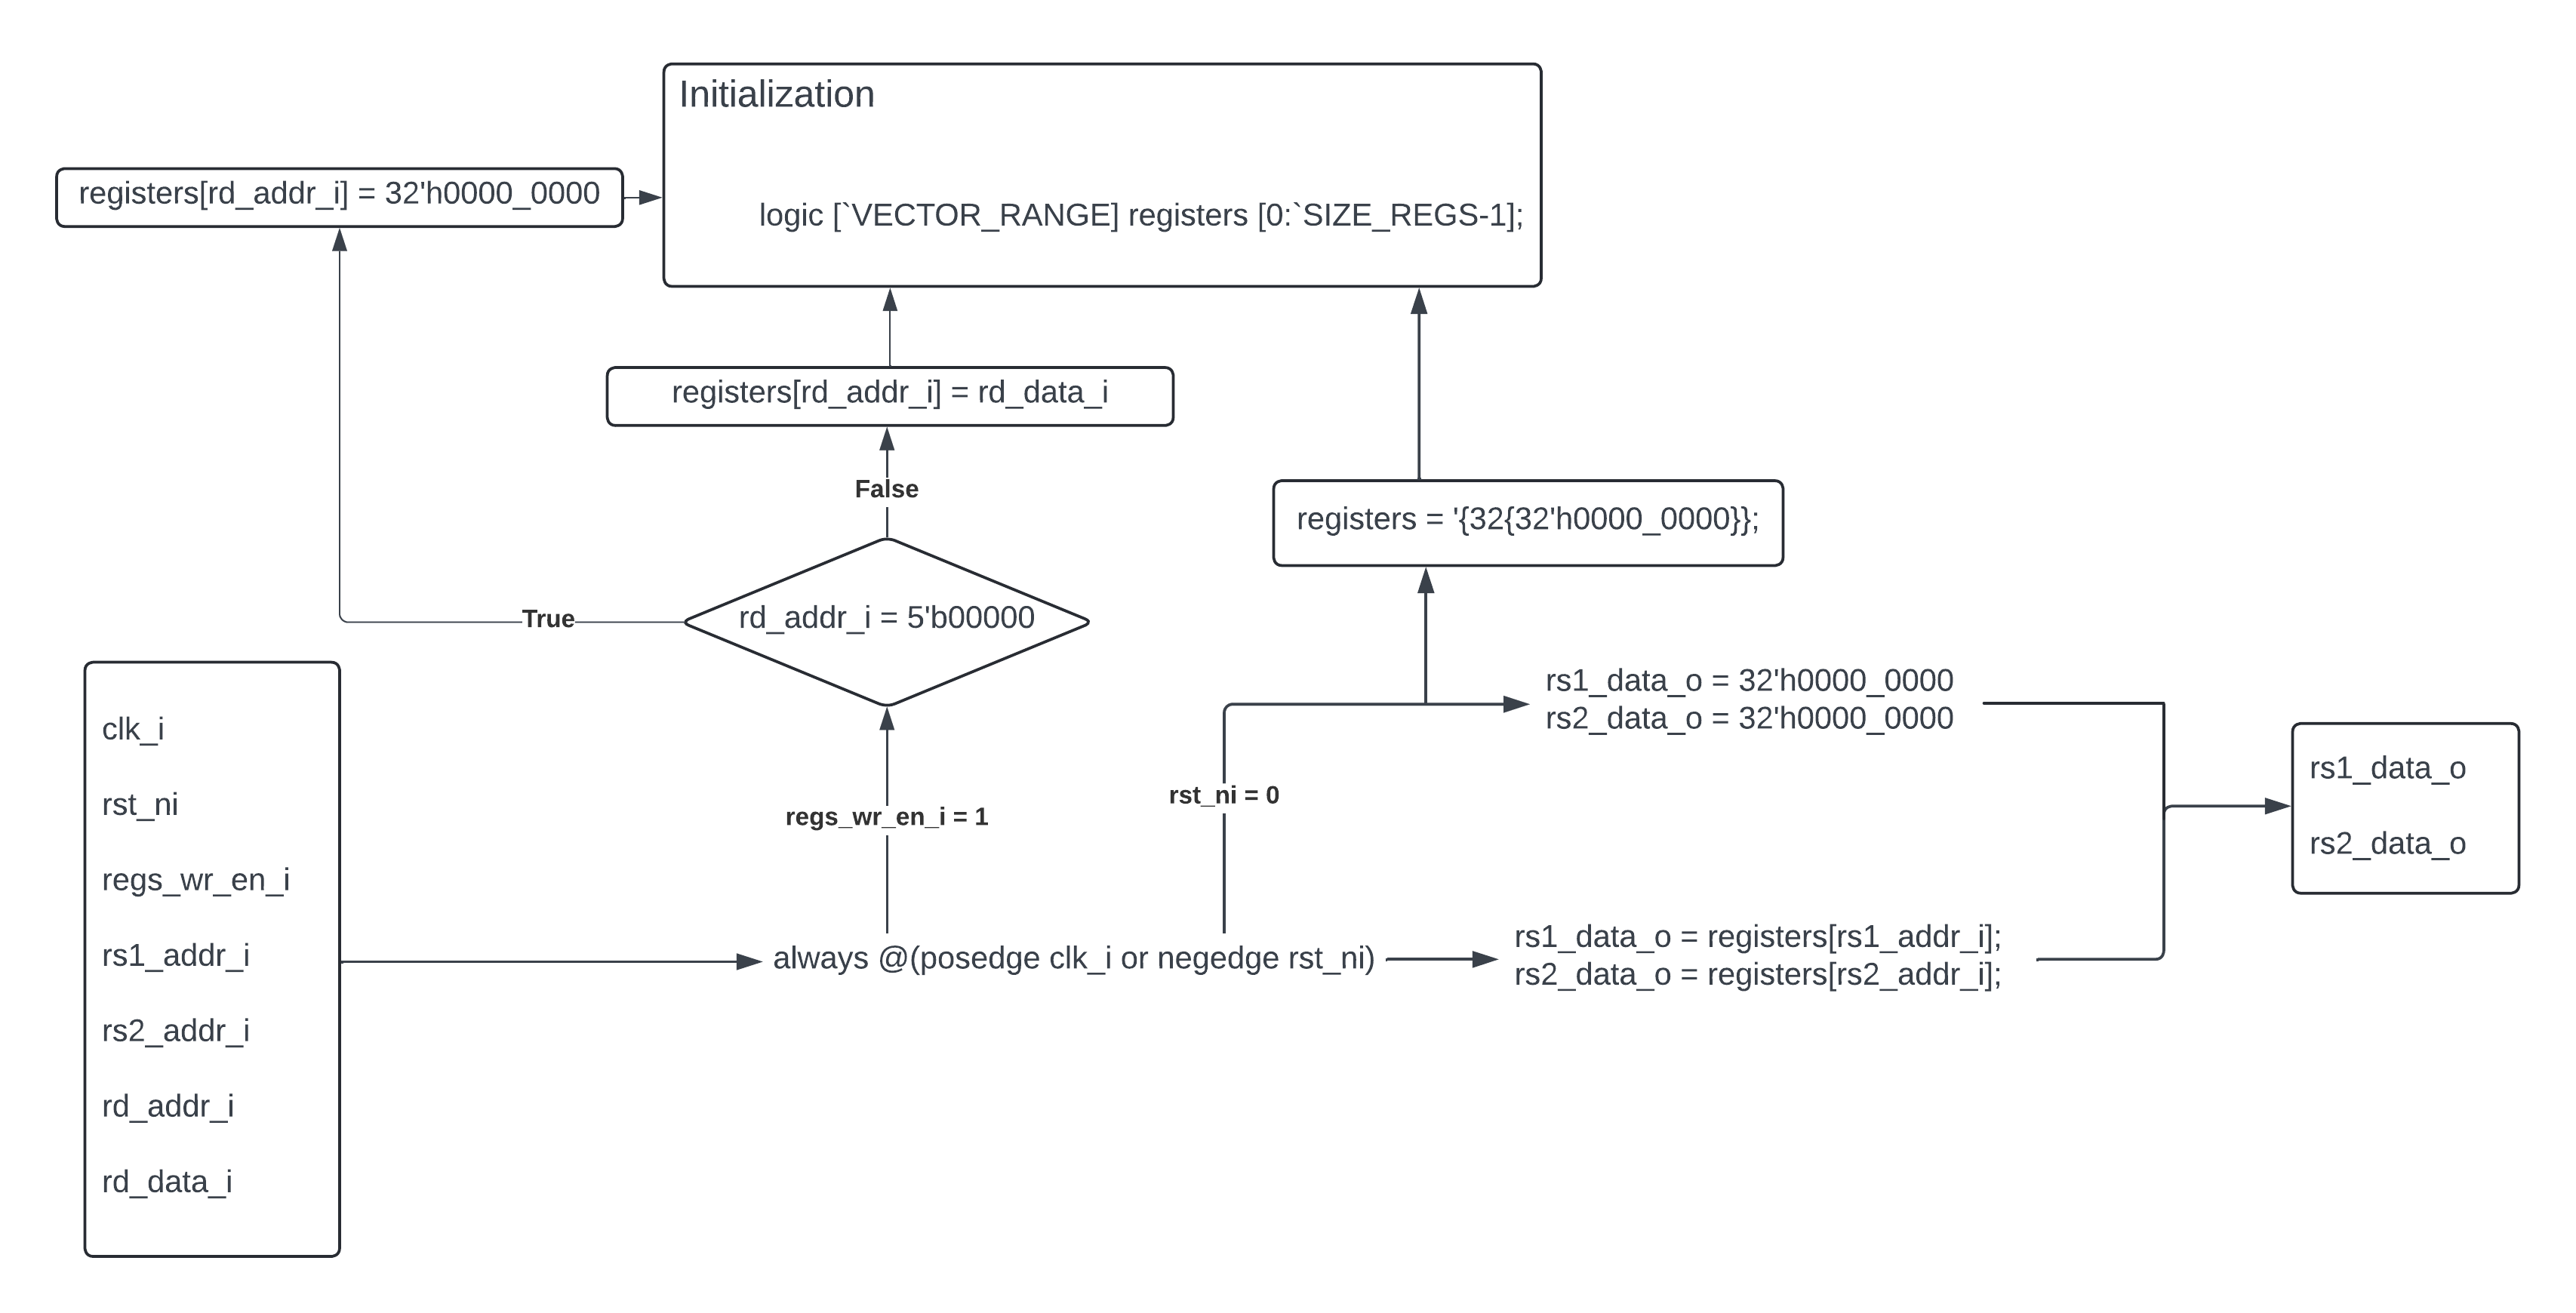 Initialization
logic [`VECTOR_RANGE] registers [0:`SIZE_REGS-1];
registers[rd_addr_i] = 32'h0000_0000
registers[rd_addr_i] = rd_data_i
False
registers = '{32{32'h0000_0000}};
rd_addr_i = 5'b00000
True
clk_i
rst_ni
regs_wr_en_i
rs1_addr_i
rs2_addr_i
rd_addr_i
rd_data_i
regs_wr_en_i = 1
rst_ni = 0
always @(posedge clk_i or negedge rst_ni)
rs1_data_o = 32'h0000_0000
rs2_data_o = 32'h0000_0000
rs1_data_o = registers[rs1_addr_i];
rs2_data_o = registers[rs2_addr_i];
rs1_data_o
rs2_data_o